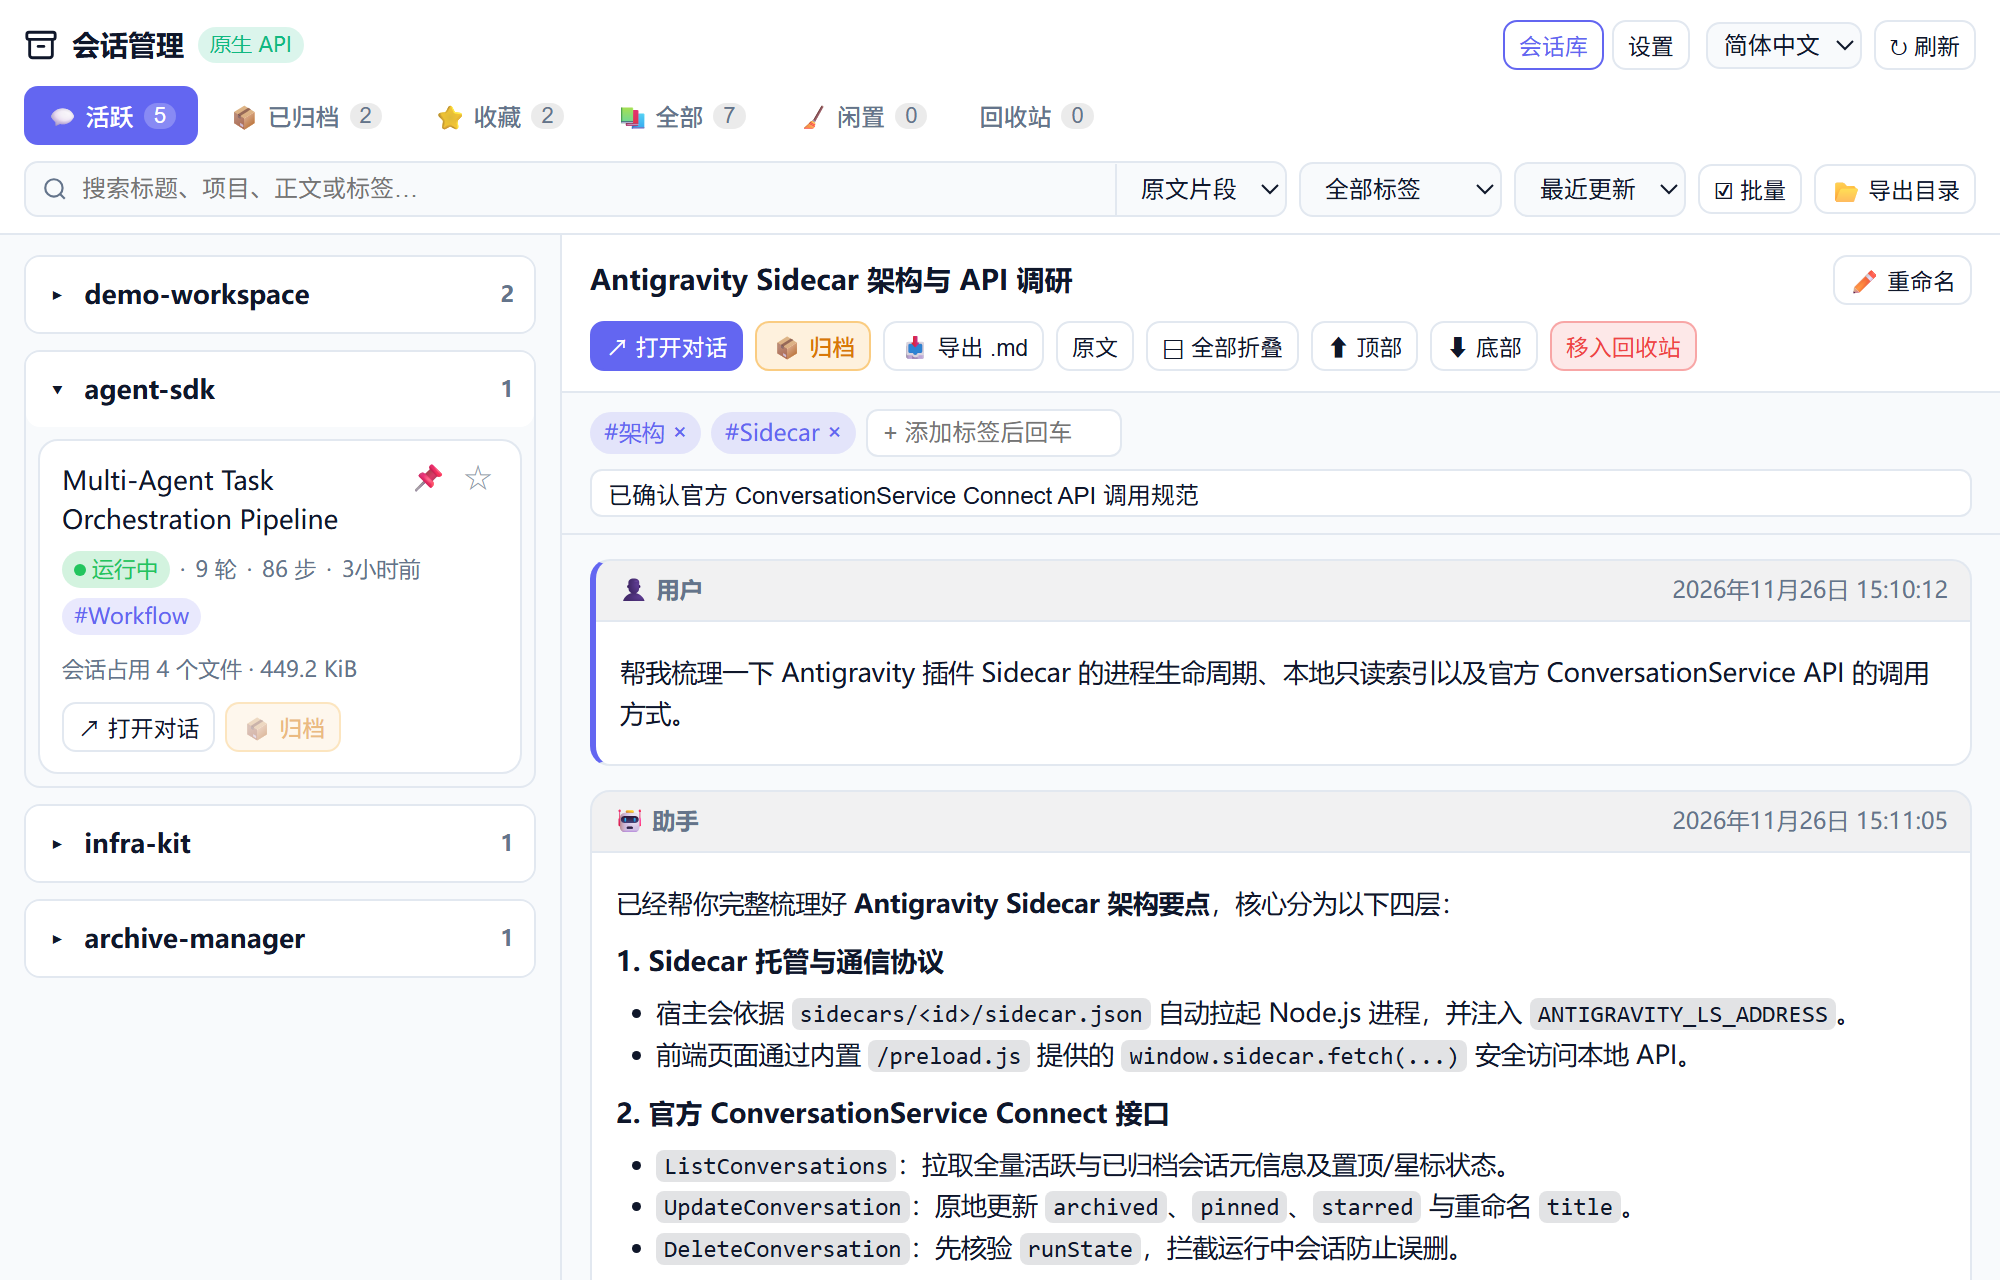 会话管理 原生 API 会话库 设置 简体中文 ↻ 刷新
活跃 5 已归档 2 收藏 2 全部 7 闲置 0 回收站 0
搜索标题、项目、正文或标签… 原文片段 全部标签 最近更新 ☑ 批量 导出目录
▸ demo-workspace 2
▾ agent-sdk 1
Multi-Agent Task
Orchestration Pipeline
运行中 · 9 轮 · 86 步 · 3小时前
#Workflow
会话占用 4 个文件 · 449.2 KiB
↗ 打开对话 归档
▸ infra-kit 1
▸ archive-manager 1
Antigravity Sidecar 架构与 API 调研 重命名
↗ 打开对话 归档 导出 .md 原文 全部折叠 ⬆ 顶部 ⬇ 底部 移入回收站
#架构 × #Sidecar × + 添加标签后回车
已确认官方 ConversationService Connect API 调用规范
用户 2026年11月26日 15:10:12
帮我梳理一下 Antigravity 插件 Sidecar 的进程生命周期、本地只读索引以及官方 ConversationService API 的调用
方式。
助手 2026年11月26日 15:11:05
已经帮你完整梳理好 Antigravity Sidecar 架构要点，核心分为以下四层：
1. Sidecar 托管与通信协议
• 宿主会依据 sidecars/<id>/sidecar.json 自动拉起 Node.js 进程，并注入 ANTIGRAVITY_LS_ADDRESS。
• 前端页面通过内置 /preload.js 提供的 window.sidecar.fetch(...) 安全访问本地 API。
2. 官方 ConversationService Connect 接口
• ListConversations：拉取全量活跃与已归档会话元信息及置顶/星标状态。
• UpdateConversation：原地更新 archived、pinned、starred 与重命名 title。
• DeleteConversation：先核验 runState，拦截运行中会话防止误删。